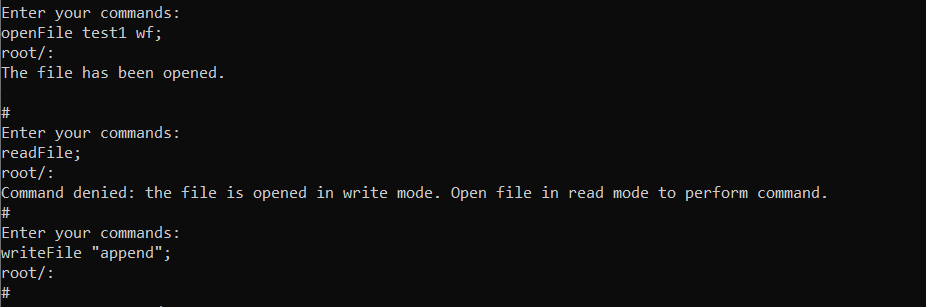 Enter your commands:
openFile test1 wf;
root/:
The file has been opened.
#
Enter your commands:
readFile;
root/:
Command denied: the file is opened in write mode. Open file in read mode to perform command.
#
Enter your commands:
writeFile "append";
root/:
#